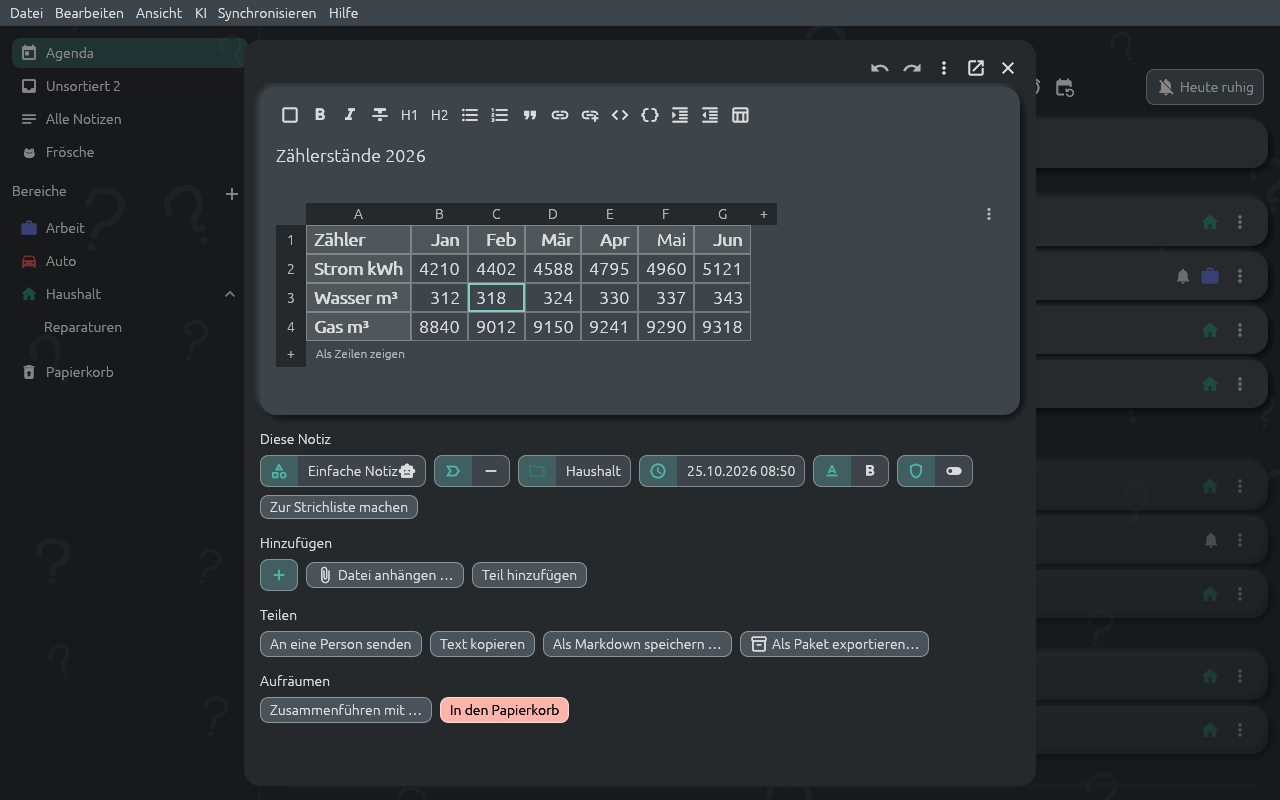 Datei Bearbeiten Ansicht KI Synchronisieren Hilfe
Agenda
Unsortiert 2
Alle Notizen
Frösche
Bereiche
Arbeit
Auto
Haushalt
Reparaturen
Papierkorb
Heute ruhig
B I S H1 H2
Zählerstände 2026
A B C D E F G +
1 Zähler Jan Feb Mär Apr Mai Jun
2 Strom kWh 4210 4402 4588 4795 4960 5121
3 Wasser m³ 312 318 324 330 337 343
4 Gas m³ 8840 9012 9150 9241 9290 9318
+ Als Zeilen zeigen
Diese Notiz
Einfache Notiz — Haushalt 25.10.2026 08:50 A B
Zur Strichliste machen
Hinzufügen
+ Datei anhängen … Teil hinzufügen
Teilen
An eine Person senden Text kopieren Als Markdown speichern … Als Paket exportieren…
Aufräumen
Zusammenführen mit … In den Papierkorb